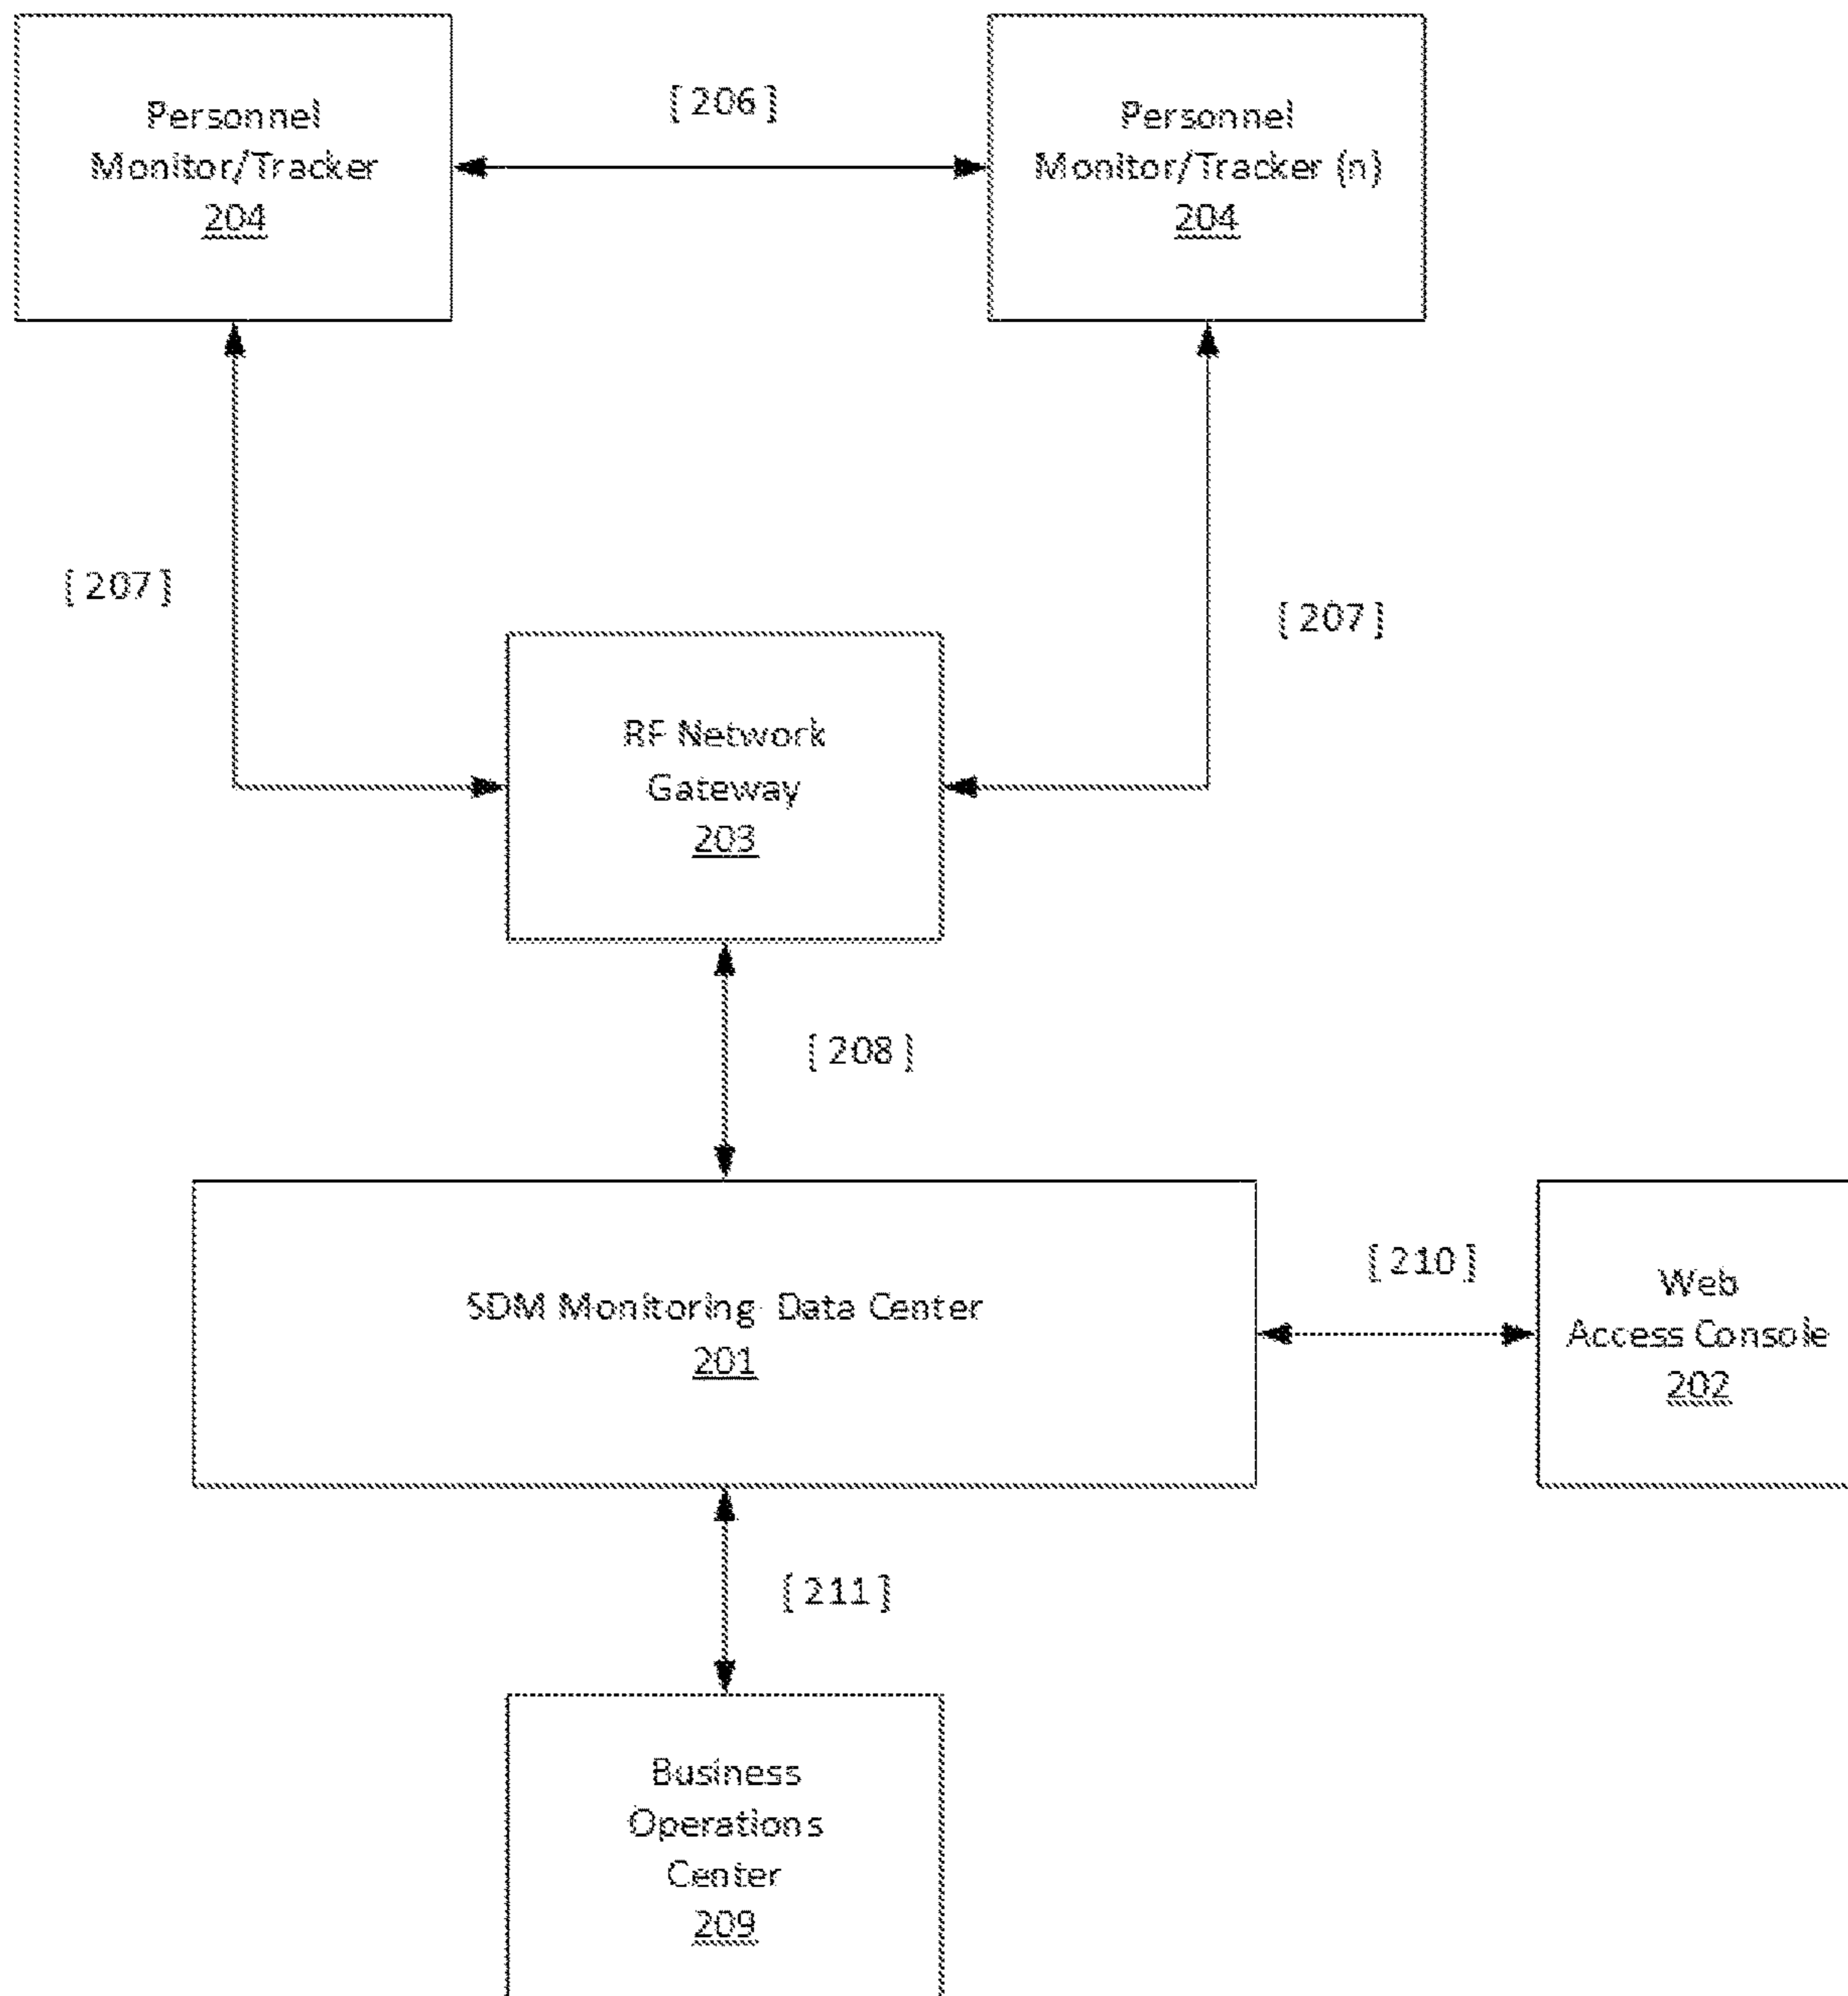 Personnel
Monitor/Tracker
204
[ 206 ]
Personnel
Monitor/Tracker (n)
204
[ 207 ]
[ 207 ]
RF Network
Gateway
203
[ 208 ]
SDM Monitoring Data Center
201
[ 210 ]
Web
Access Console
202
[ 211 ]
Business
Operations
Center
209